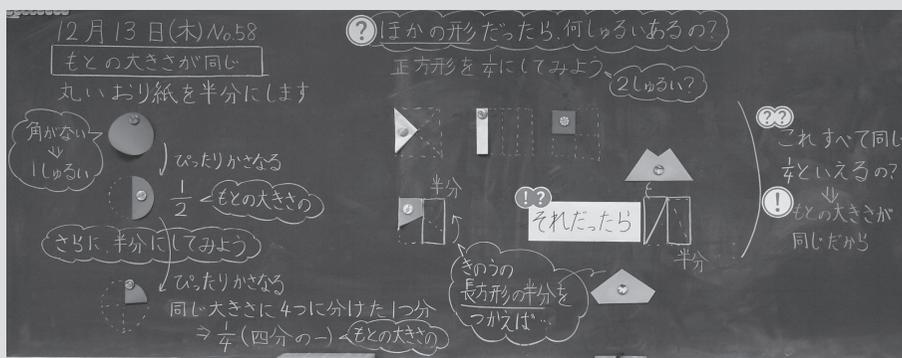 12月13日(木)No.58
もとの大きさが同じ
丸いおり紙を半分にします
角がない
⇓
1しゅるい
ぴったりかさなる
1/2
もとの大きさの
さらに半分にしてみよう
ぴったりかさなる
同じ大きさに4つに分けた1つ分
⇒1/4(四分の一)
もとの大きさの
?
ほかの形だったら、何しゅるいあるの?
正方形を1/4にしてみよう
2しゅるい?
半分
!?
それだったら
半分
きのうの
長方形の半分を
つかえば…
??
これすべて同じ
1/4といえるの?
⇓
!
もとの大きさが
同じだから